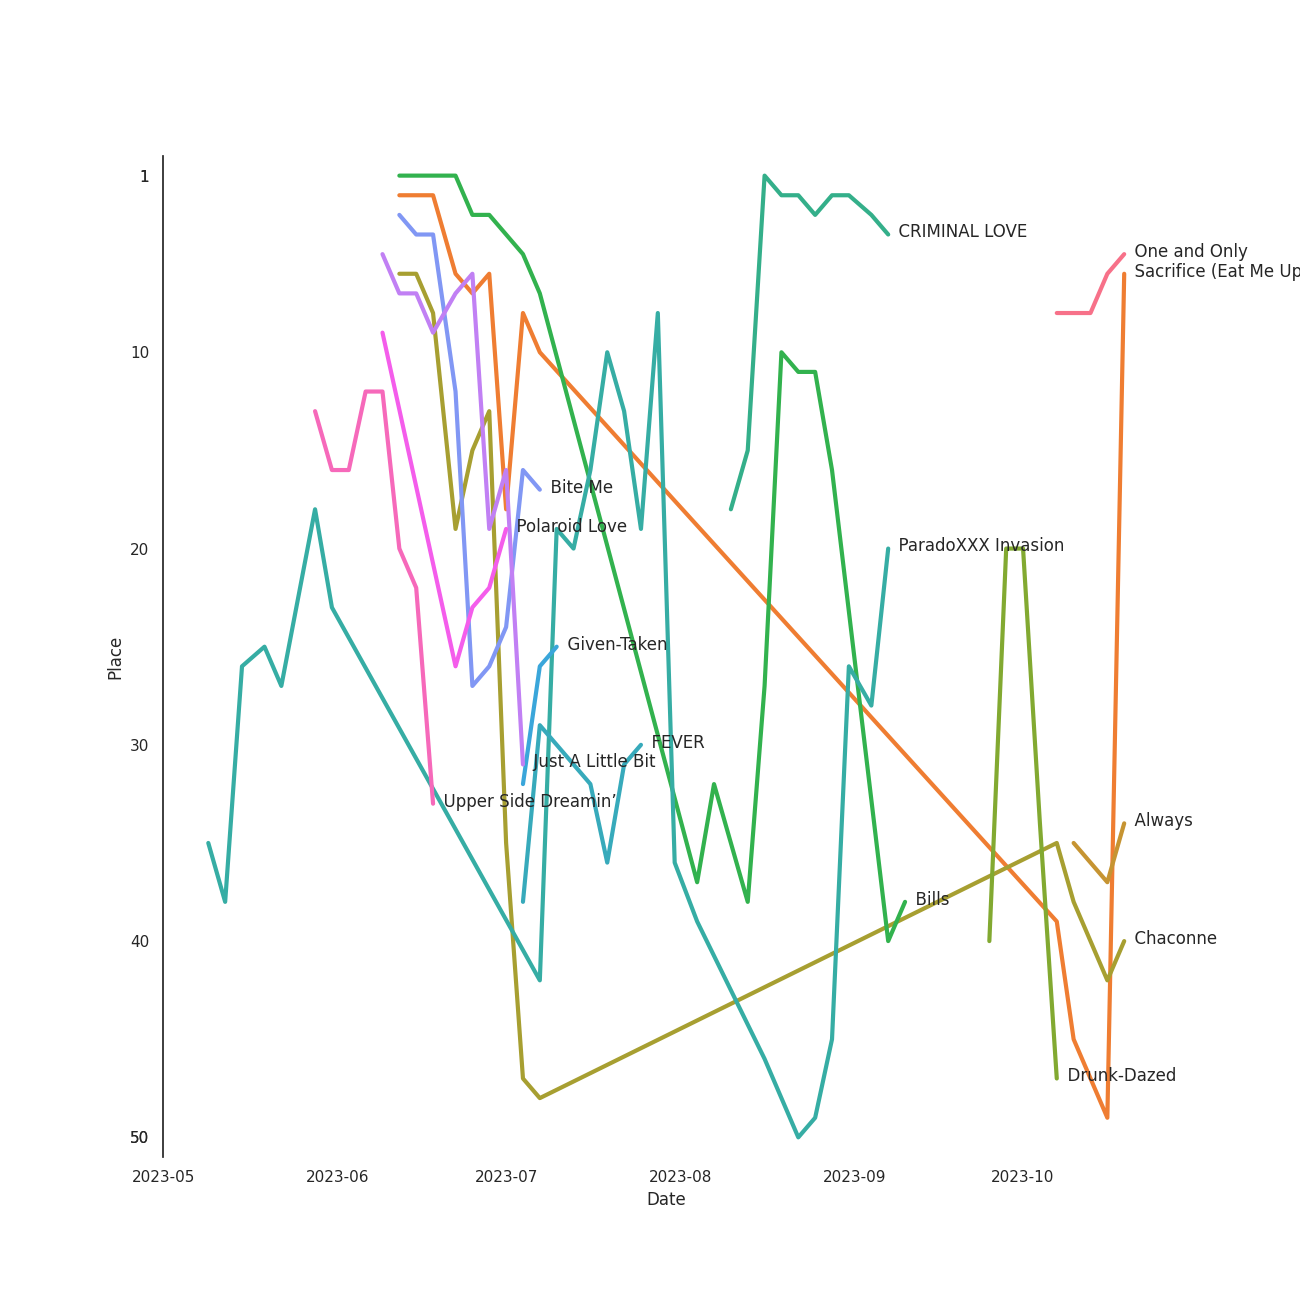 1
10
20
30
40
50
Place
2023-05
2023-06
2023-07
2023-08
2023-09
2023-10
Date
CRIMINAL LOVE
One and Only
Sacrifice (Eat Me Up
Bite Me
Polaroid Love
ParadoXXX Invasion
Given-Taken
FEVER
Just A Little Bit
Upper Side Dreamin’
Always
Bills
Chaconne
Drunk-Dazed